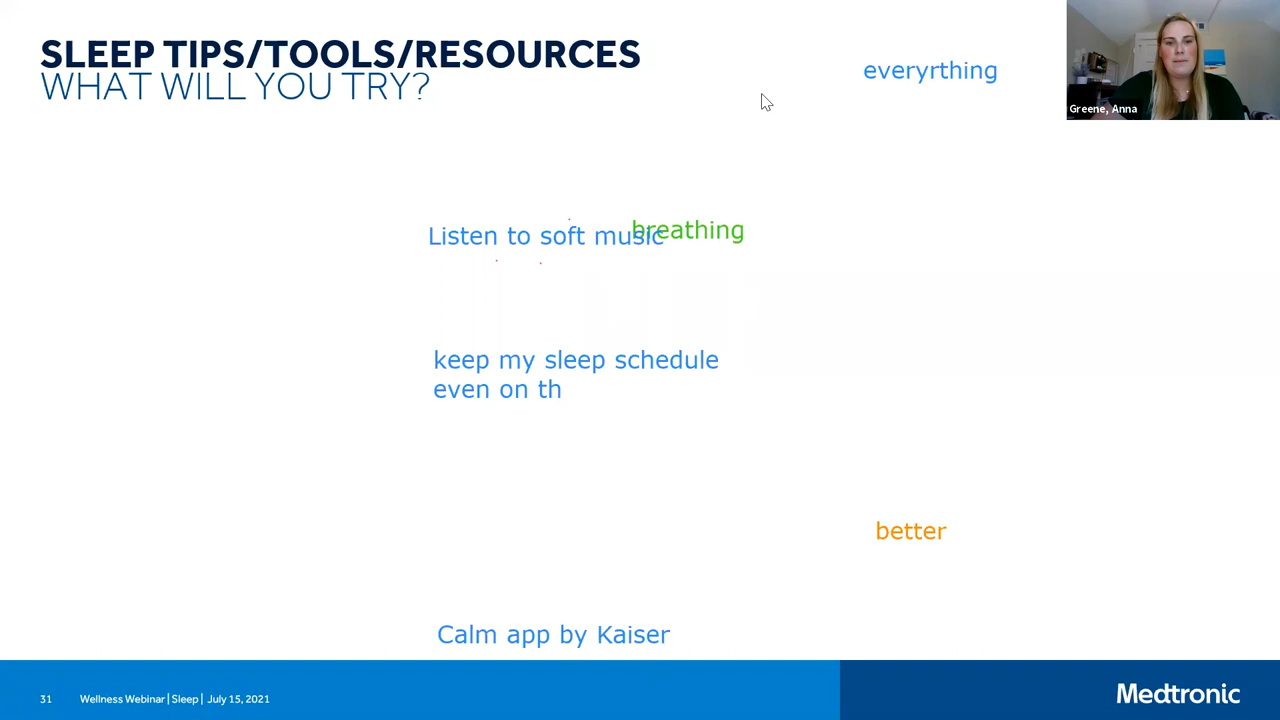 SLEEP TIPS/TOOLS/RESOURCES
WHAT WILL YOU TRY?
everyrthing
Greene, Anna
Listen to soft music
breathing
keep my sleep schedule
even on th
better
Calm app by Kaiser
31
Wellness Webinar | Sleep | July 15, 2021
Medtronic